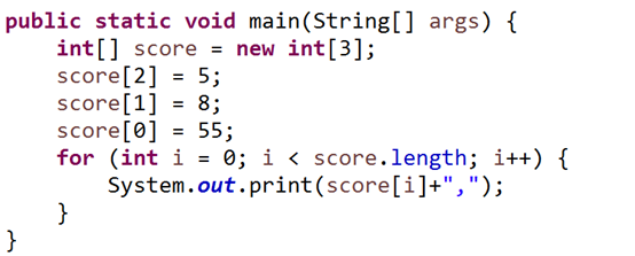 public static void main(String[] args) {
    int[] score = new int[3];
    score[2] = 5;
    score[1] = 8;
    score[0] = 55;
    for (int i = 0; i < score.length; i++) {
        System.out.print(score[i]+",");
    }
}